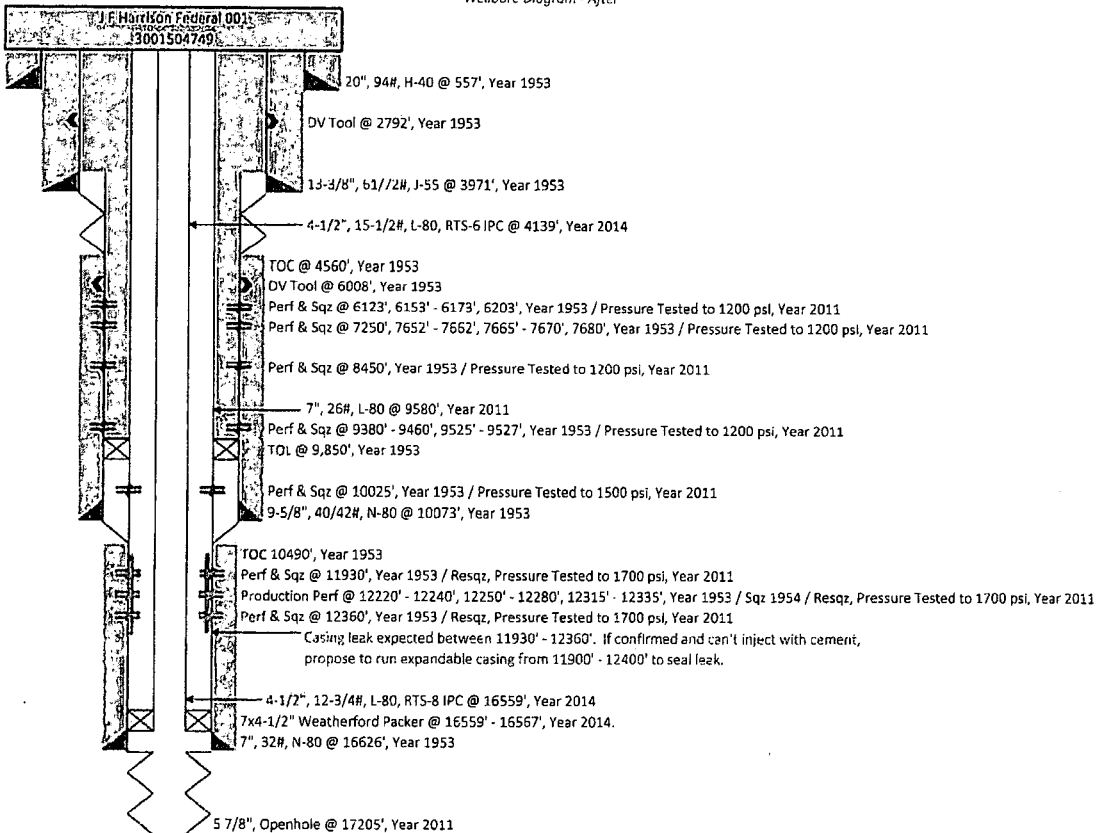 Wellbore Diagram - After
J F Harrison Federal 001
3001504749
20", 94#, H-40 @ 557', Year 1953
DV Tool @ 2792', Year 1953
13-3/8", 61/72#, J-55 @ 3971', Year 1953
4-1/2", 15-1/2#, L-80, RTS-6 IPC @ 4139', Year 2014
TOC @ 4560', Year 1953
DV Tool @ 6008', Year 1953
Perf & Sqz @ 6123', 6153' - 6173', 6203', Year 1953 / Pressure Tested to 1200 psi, Year 2011
Perf & Sqz @ 7250', 7652' - 7662', 7665' - 7670', 7680', Year 1953 / Pressure Tested to 1200 psi, Year 2011
Perf & Sqz @ 8450', Year 1953 / Pressure Tested to 1200 psi, Year 2011
7", 26#, L-80 @ 9580', Year 2011
Perf & Sqz @ 9380' - 9460', 9525' - 9527', Year 1953 / Pressure Tested to 1200 psi, Year 2011
TOL @ 9,850', Year 1953
Perf & Sqz @ 10025', Year 1953 / Pressure Tested to 1500 psi, Year 2011
9-5/8", 40/42#, N-80 @ 10073', Year 1953
TOC 10490', Year 1953
Perf & Sqz @ 11930', Year 1953 / Resqz, Pressure Tested to 1700 psi, Year 2011
Production Perf @ 12220' - 12240', 12250' - 12280', 12315' - 12335', Year 1953 / Sqz 1954 / Resqz, Pressure Tested to 1700 psi, Year 2011
Perf & Sqz @ 12360', Year 1953 / Resqz, Pressure Tested to 1700 psi, Year 2011
Casing leak expected between 11930' - 12360'. If confirmed and can't inject with cement,
propose to run expandable casing from 11900' - 12400' to seal leak.
4-1/2", 12-3/4#, L-80, RTS-8 IPC @ 16559', Year 2014
7x4-1/2" Weatherford Packer @ 16559' - 16567', Year 2014.
7", 32#, N-80 @ 16626', Year 1953
5 7/8", Openhole @ 17205', Year 2011